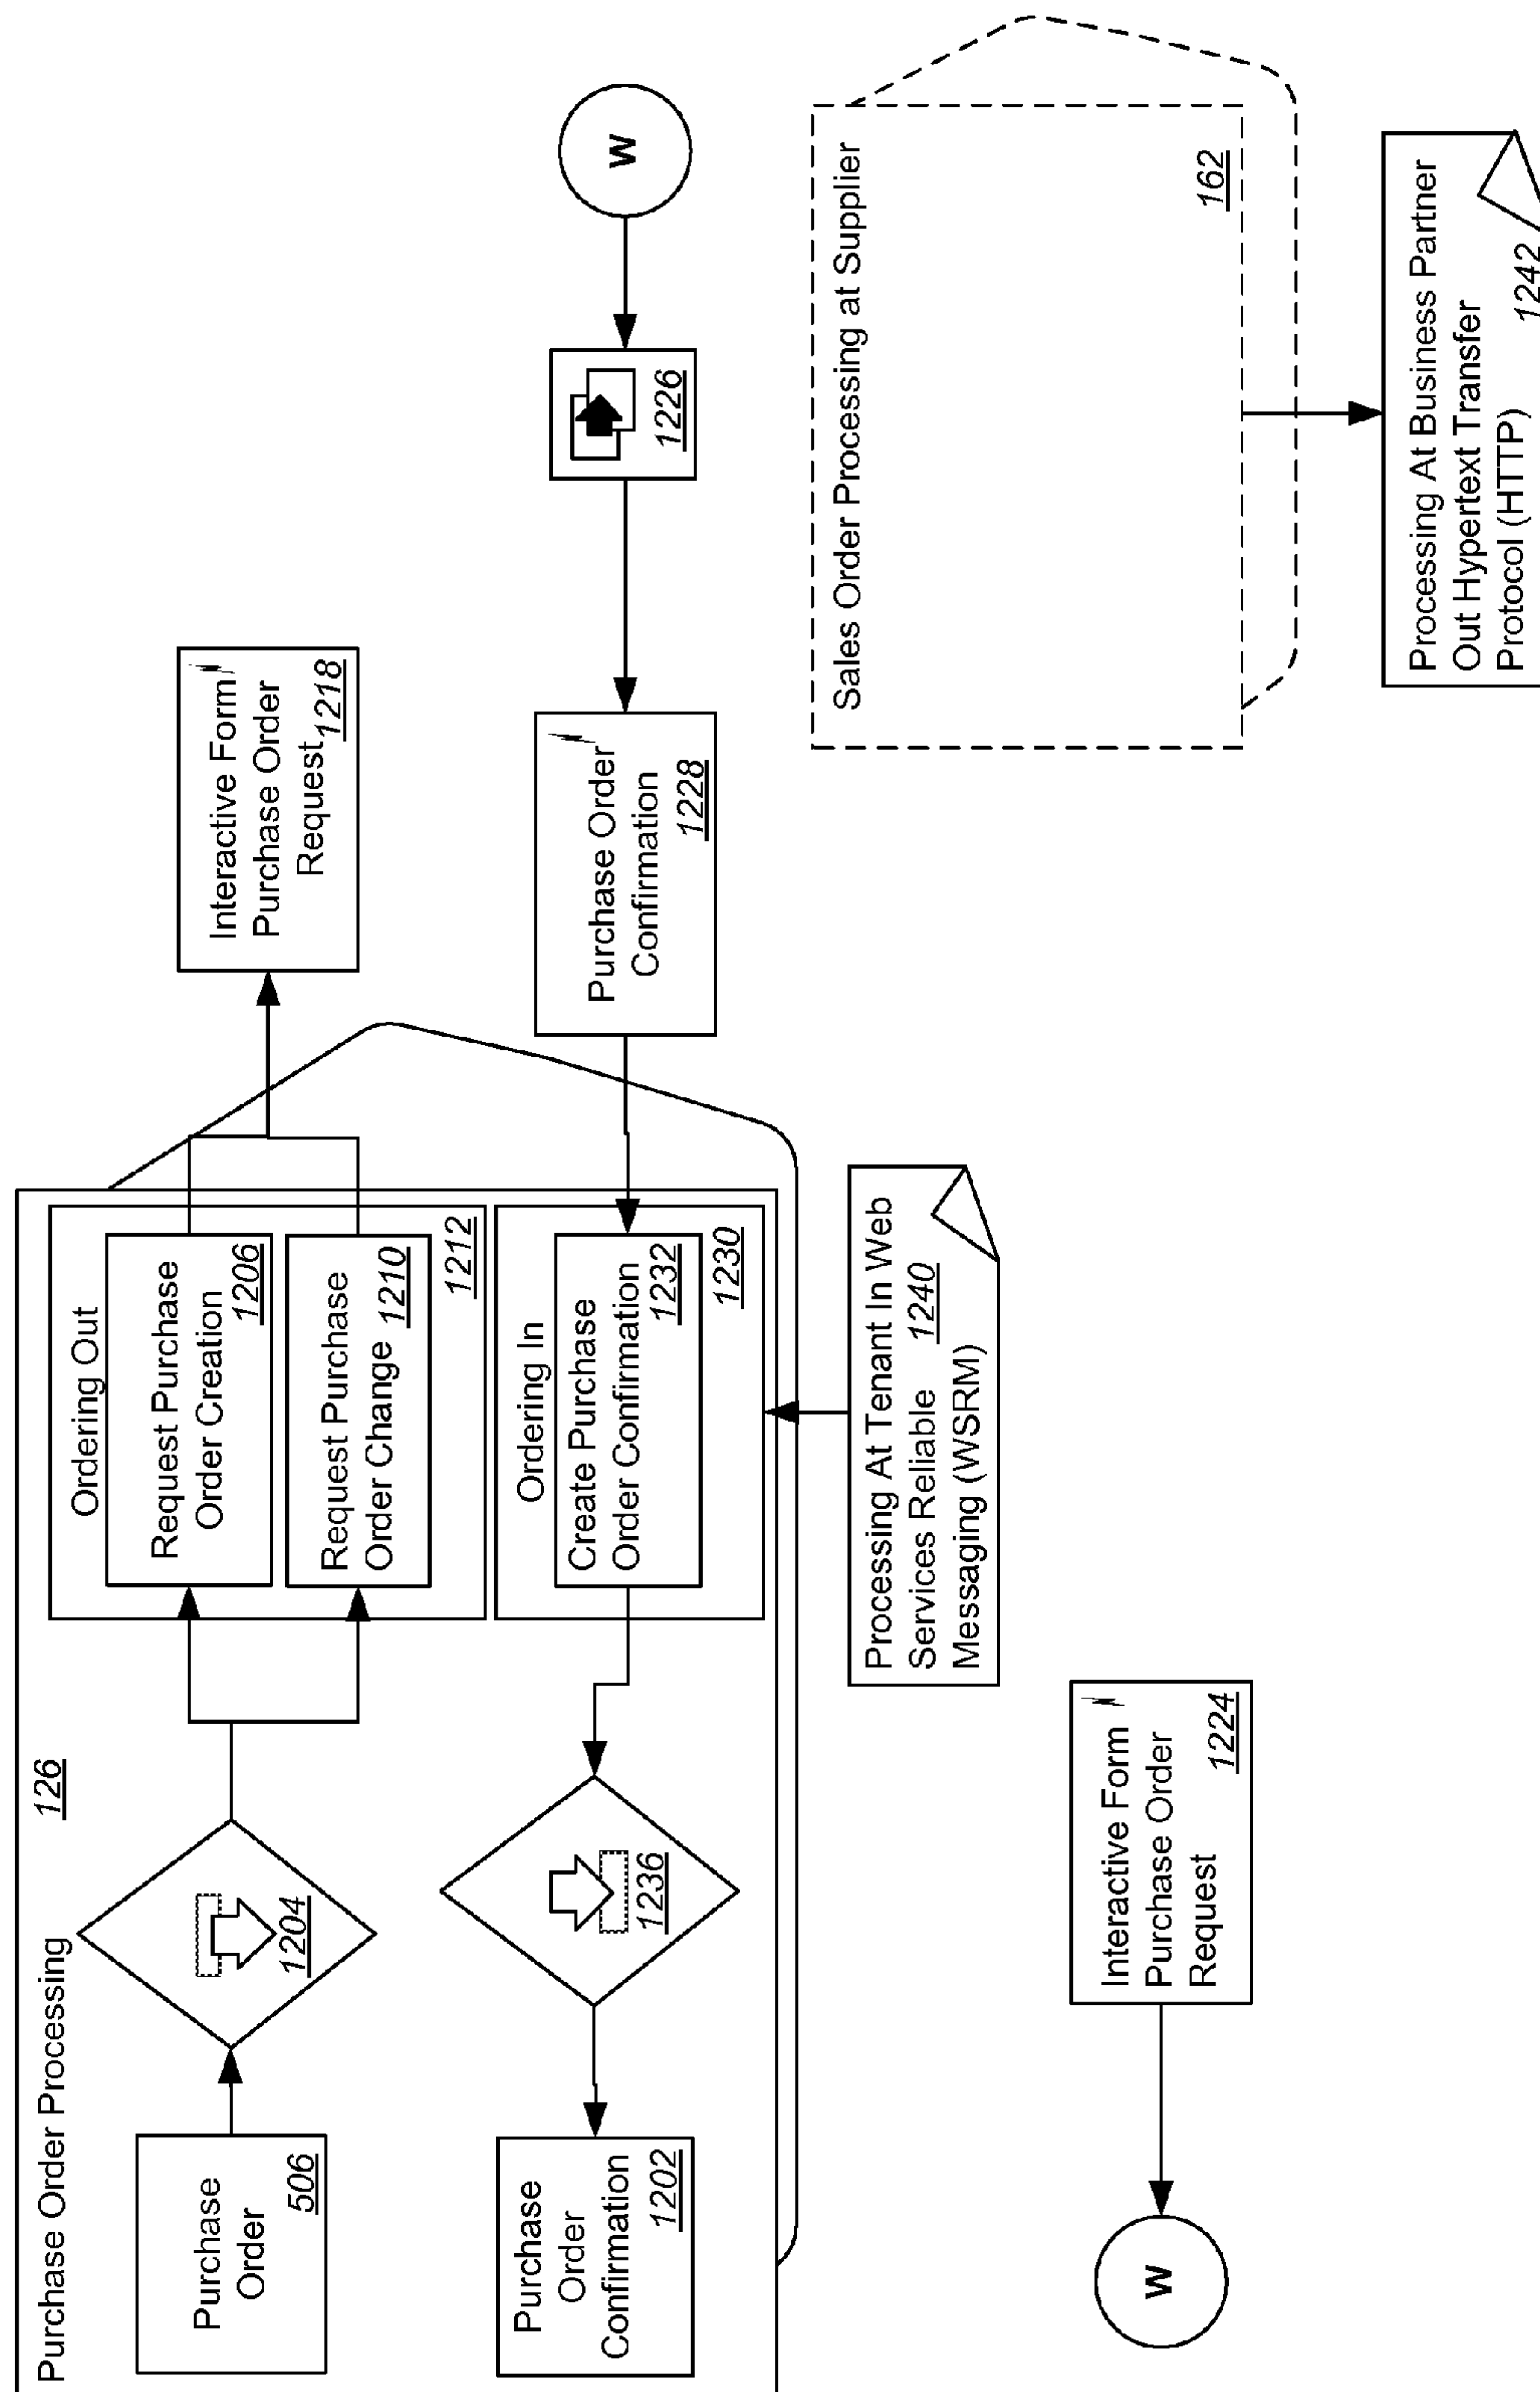 Purchase Order Processing
126
Purchase
Order
506
1204
Ordering Out
Request Purchase
Order Creation
1206
Request Purchase
Order Change 1210
1212
Interactive Form
Purchase Order
Request
1218
Purchase
Order
Confirmation
1202
1236
Ordering In
Create Purchase
Order Confirmation
1232
1230
Purchase Order
Confirmation
1228
1226
W
Processing At Tenant In Web
Services Reliable 1240
Messaging (WSRM)
Sales Order Processing at Supplier
162
W
Interactive Form
Purchase Order
Request
1224
Processing At Business Partner
Out Hypertext Transfer
Protocol (HTTP)
1242